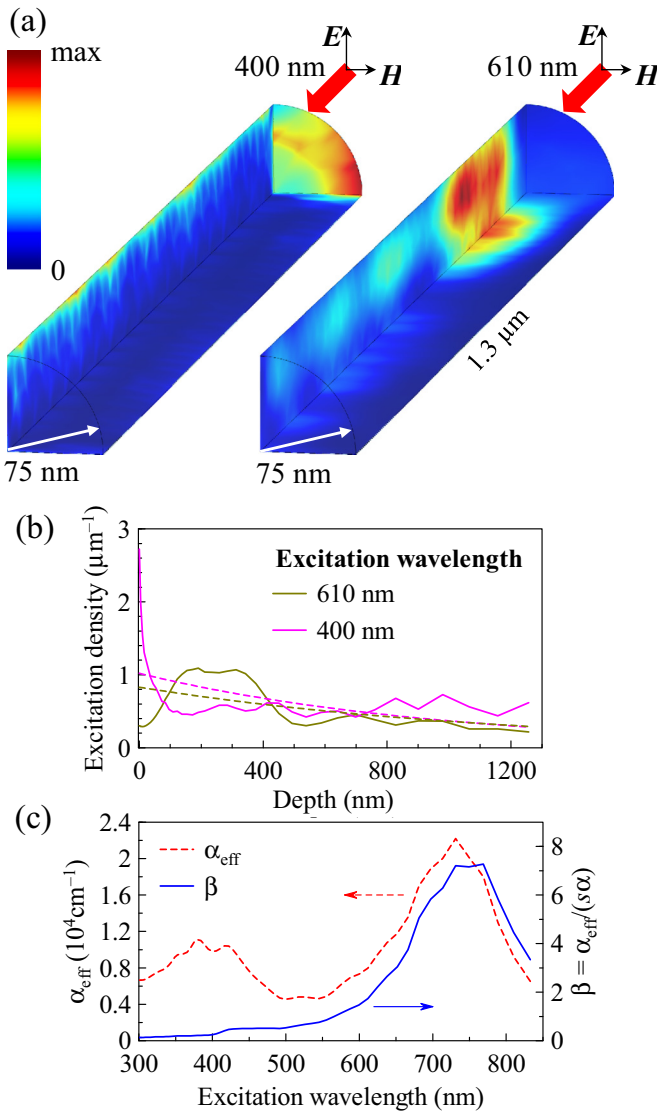 (a)
max
0
E
H
400 nm
75 nm
E
H
610 nm
1.3 μm
75 nm
(b)
Excitation density (μm⁻¹)
3
2
1
0
Excitation wavelength
610 nm
400 nm
0 400 800 1200
Depth (nm)
(c)
α_eff (10⁴cm⁻¹)
2.4
2.0
1.6
1.2
0.8
0.4
0
α_eff
β
8
6
4
2
0
β = α_eff/(sα)
300 400 500 600 700 800
Excitation wavelength (nm)